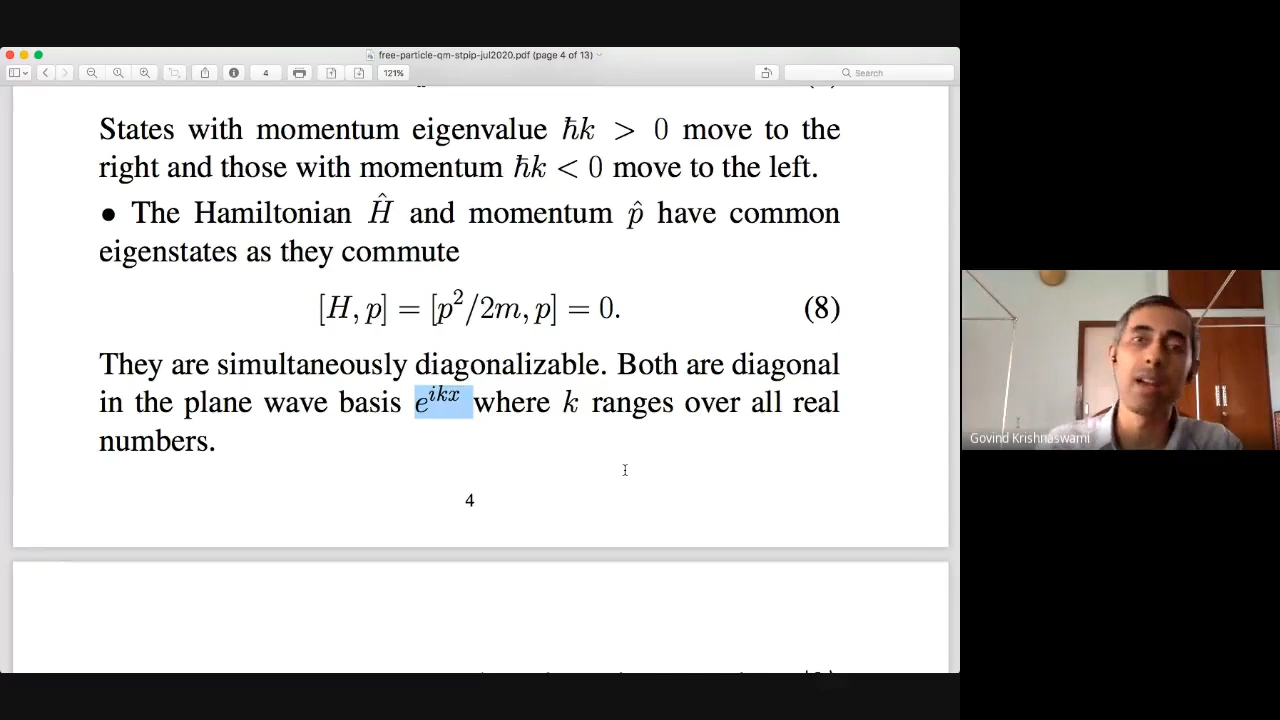 free-particle-qm-stpip-jul2020.pdf (page 4 of 13)
4
121%
Search
States with momentum eigenvalue ħk > 0 move to the
right and those with momentum ħk < 0 move to the left.
• The Hamiltonian Ĥ and momentum p̂ have common
eigenstates as they commute
[H, p] = [p²/2m, p] = 0. (8)
They are simultaneously diagonalizable. Both are diagonal
in the plane wave basis e^{ikx} where k ranges over all real
numbers.
4
Govind Krishnaswami